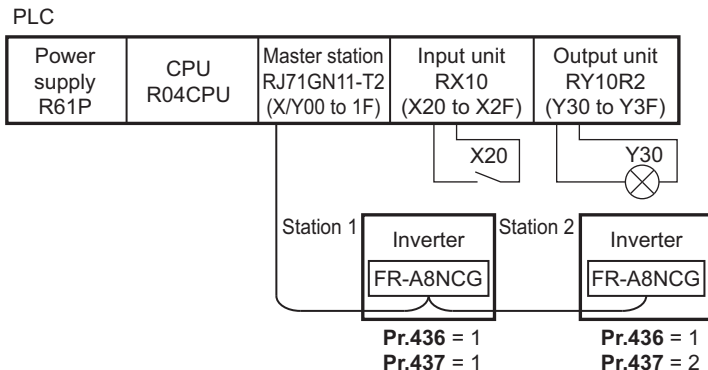 PLC
Power supply R61P
CPU R04CPU
Master station RJ71GN11-T2 (X/Y00 to 1F)
Input unit RX10 (X20 to X2F)
Output unit RY10R2 (Y30 to Y3F)
X20
Y30
Station 1
Inverter
FR-A8NCG
Station 2
Inverter
FR-A8NCG
Pr.436 = 1
Pr.437 = 1
Pr.436 = 1
Pr.437 = 2